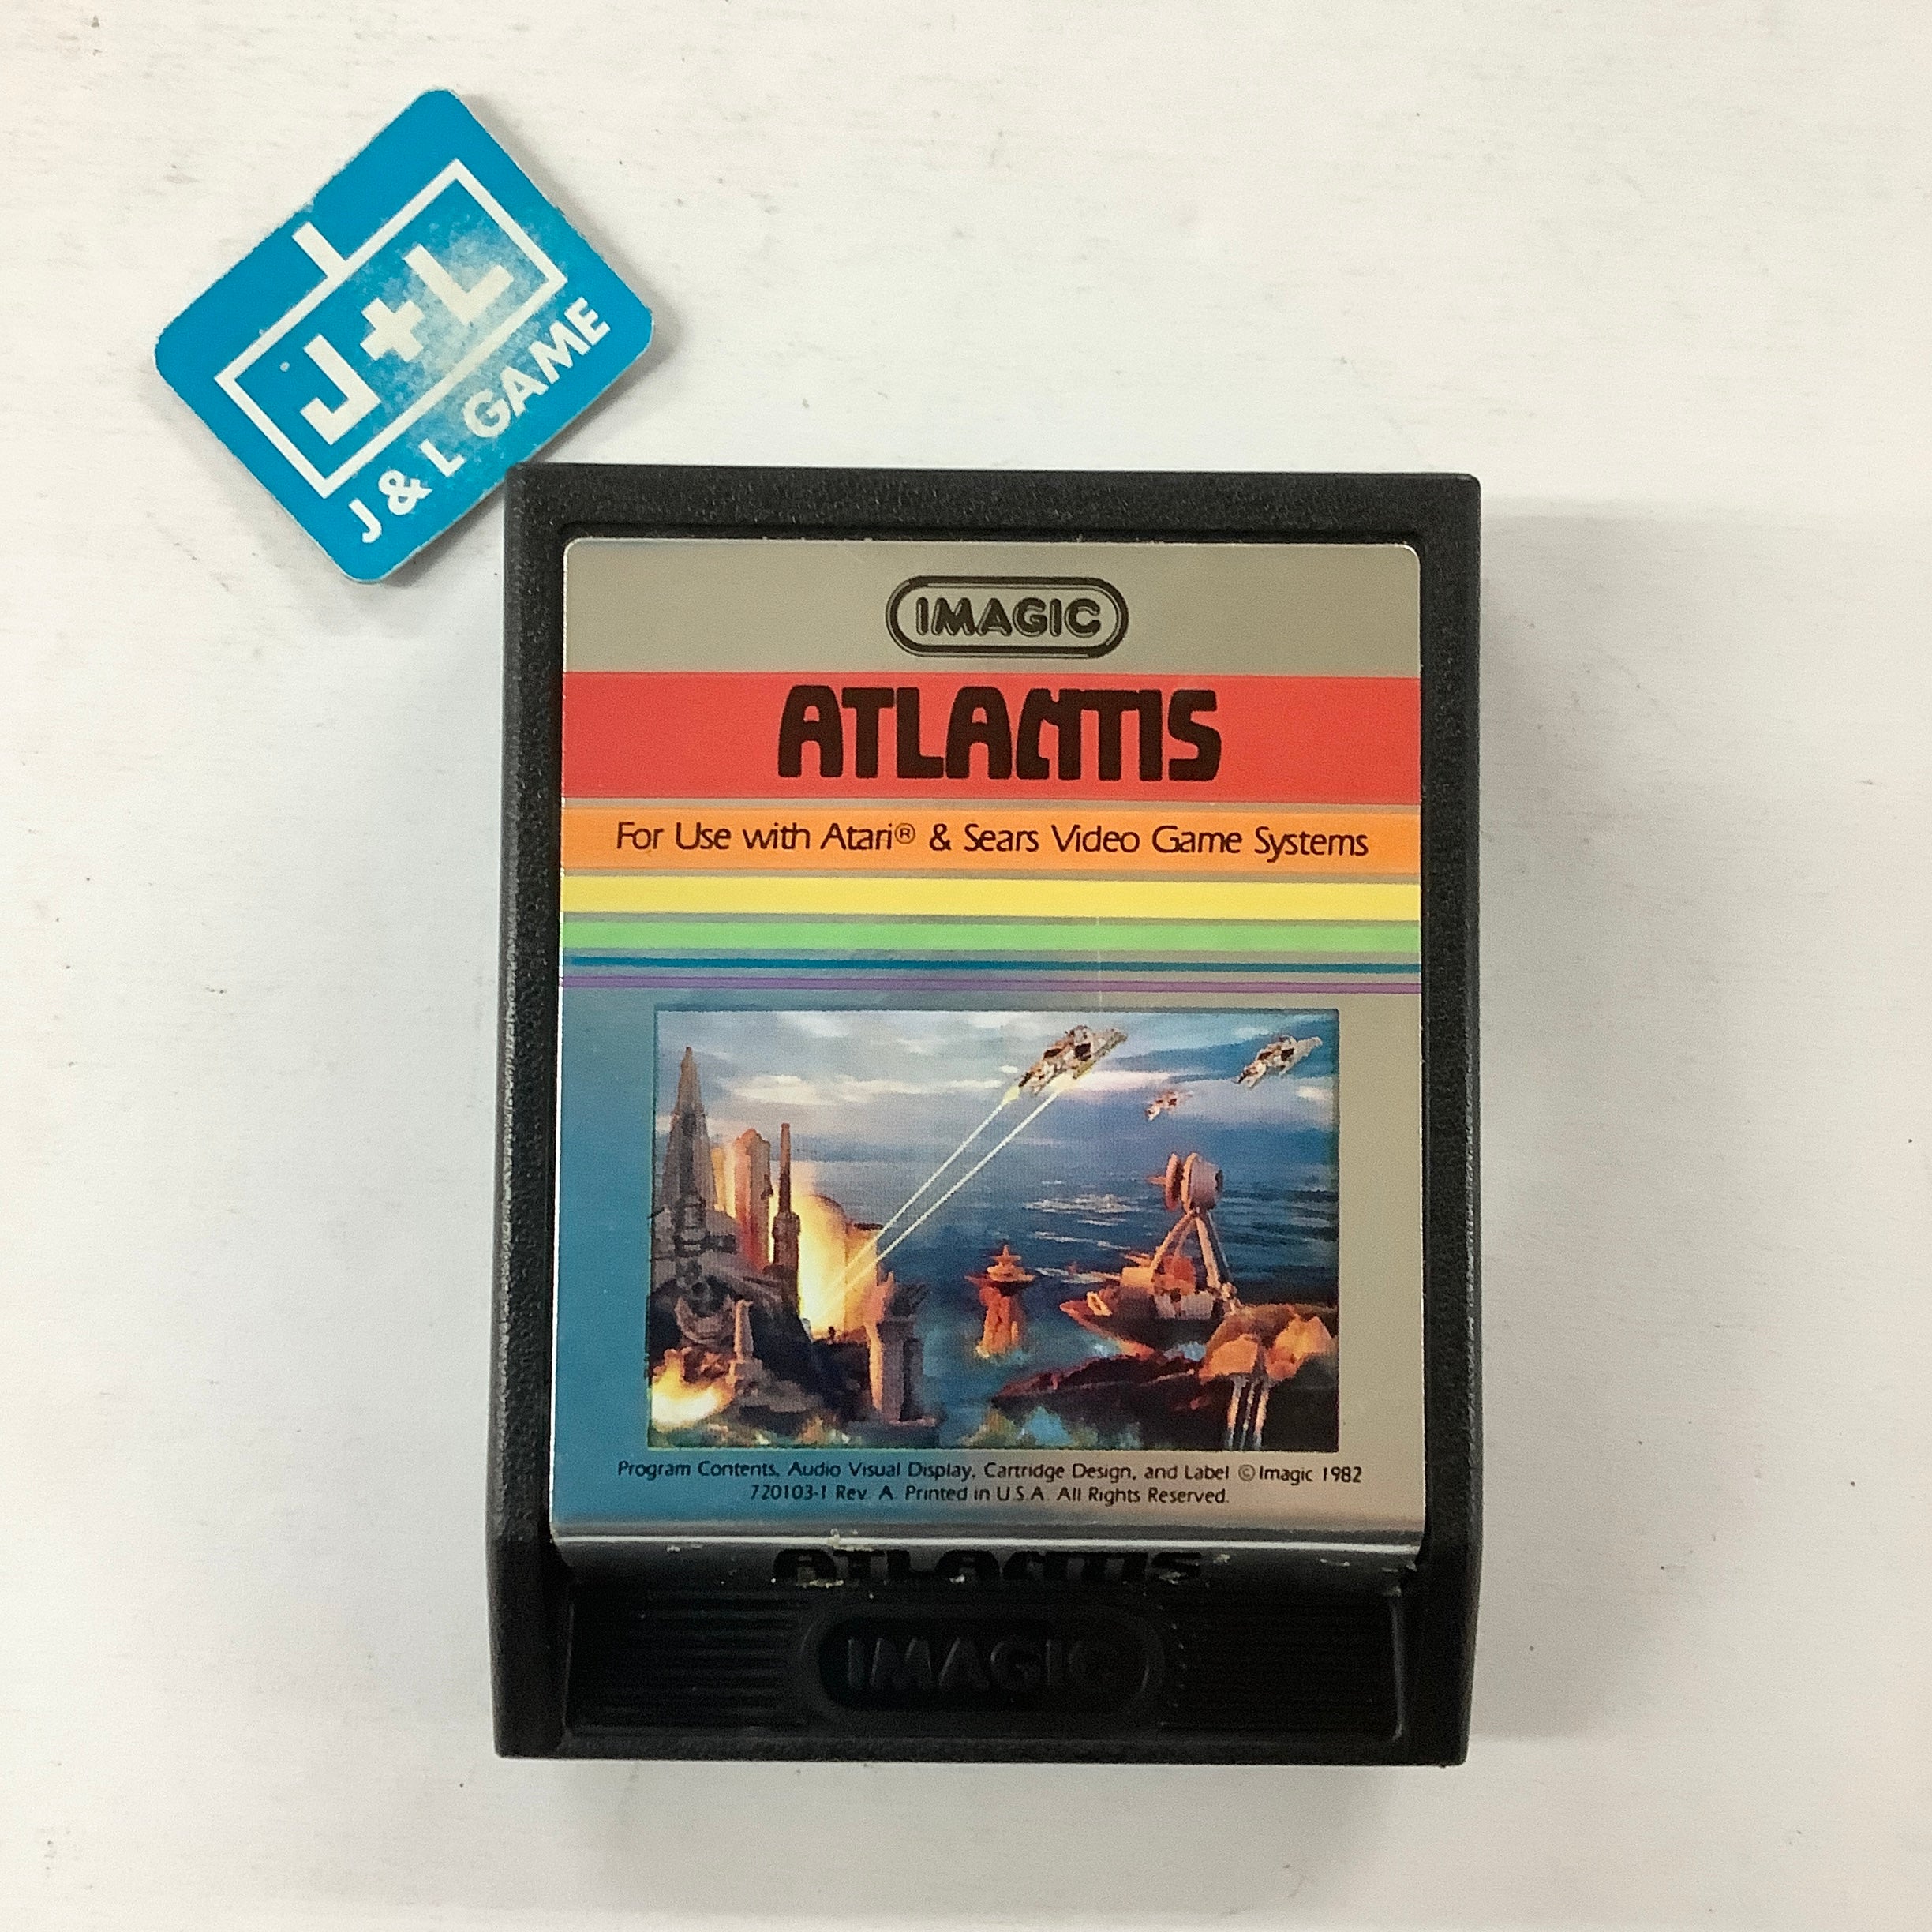 J+L
J & L GAME
IMAGIC
ATLANTIS
For Use with Atari® & Sears Video Game Systems
Program Contents, Audio Visual Display, Cartridge Design, and Label © Imagic 1982
720103-1 Rev. A. Printed in U.S.A. All Rights Reserved.
ATLANTIS
IMAGIC